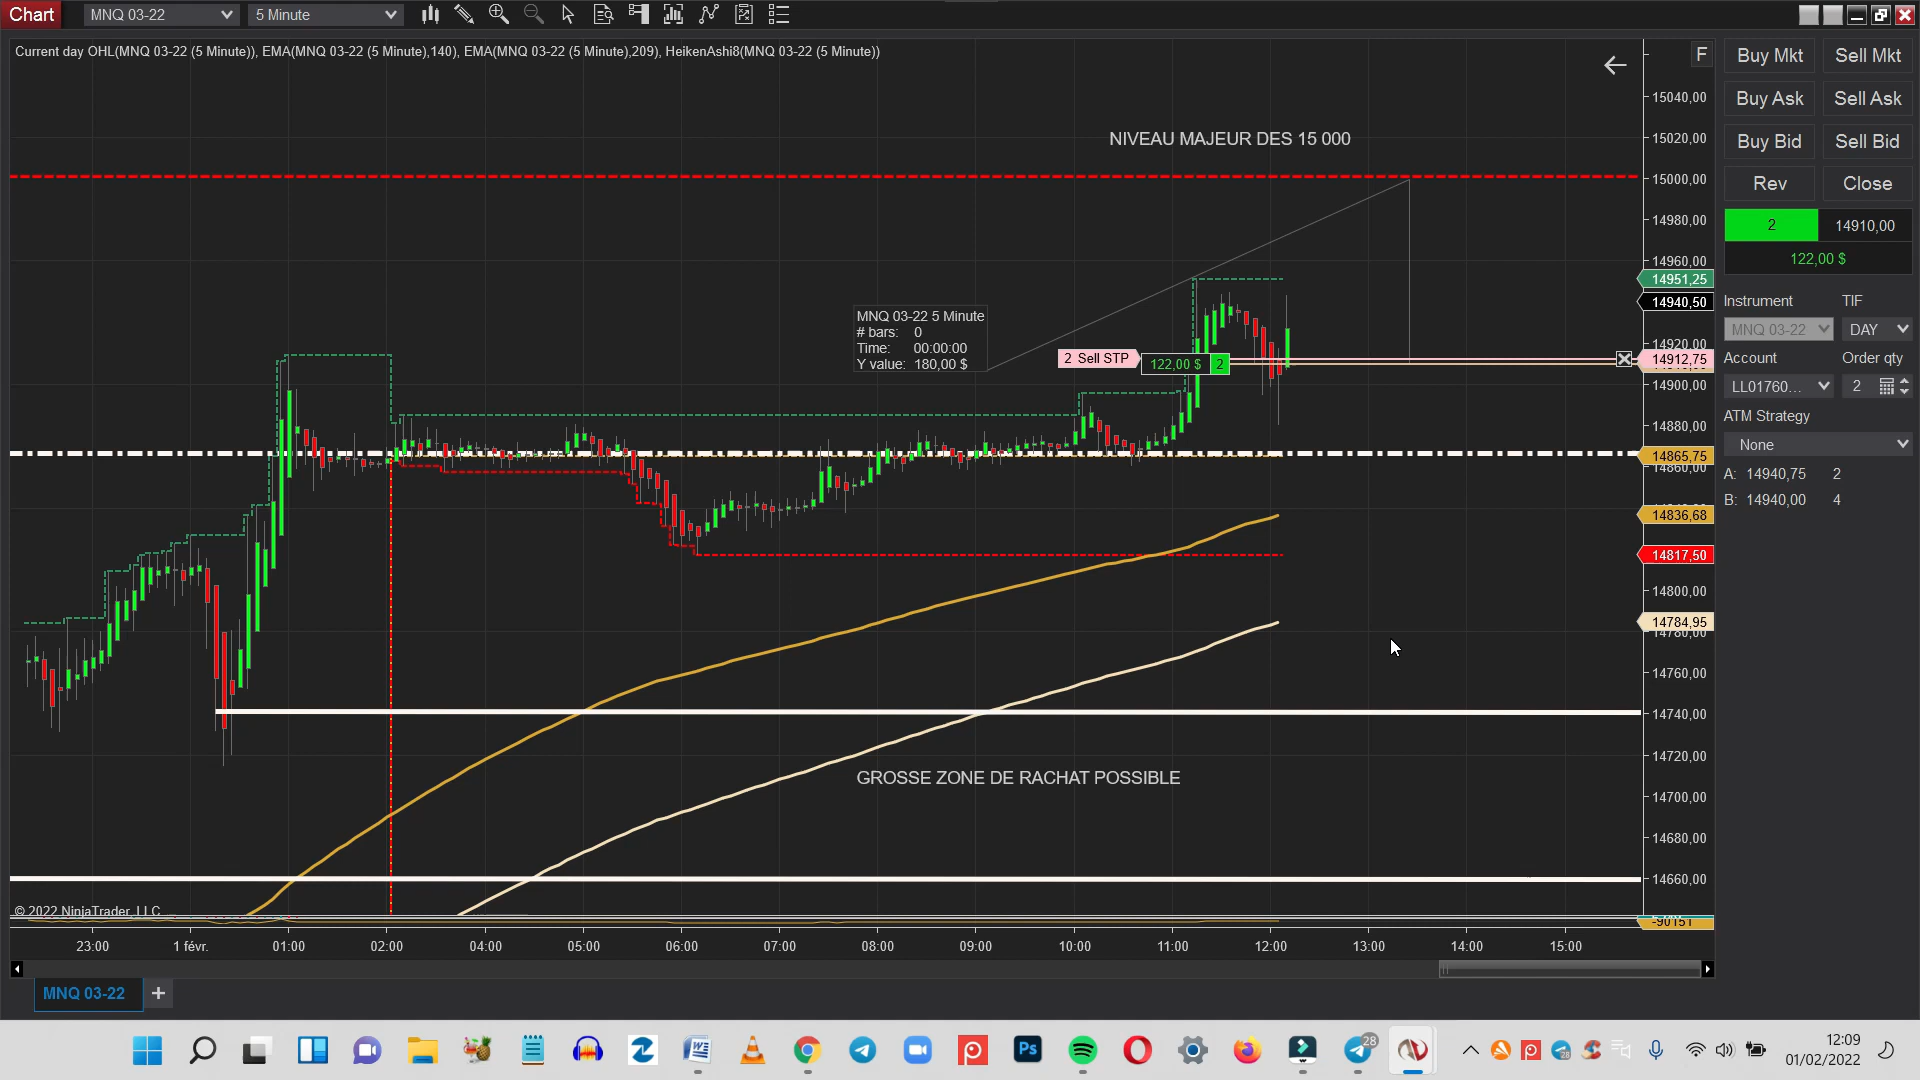 Chart
MNQ 03-22
5 Minute
Current day OHL(MNQ 03-22 (5 Minute)), EMA(MNQ 03-22 (5 Minute),140), EMA(MNQ 03-22 (5 Minute),209), HeikenAshi8(MNQ 03-22 (5 Minute))
F
NIVEAU MAJEUR DES 15 000
MNQ 03-22 5 Minute
# bars: 0
Time: 00:00:00
Y value: 180,00 $
2 Sell STP
122,00 $ 2
GROSSE ZONE DE RACHAT POSSIBLE
© 2022 NinjaTrader, LLC
15040,00
15020,00
15000,00
14980,00
14960,00
14951,25
14940,50
14920,00
14912,75
14900,00
14880,00
14865,75
14860,00
14836,68
14817,50
14800,00
14784,95
14780,00
14760,00
14740,00
14720,00
14700,00
14680,00
14660,00
-90151
23:00 1 févr. 01:00 02:00 04:00 05:00 06:00 07:00 08:00 09:00 10:00 11:00 12:00 13:00 14:00 15:00
MNQ 03-22 +
Buy Mkt Sell Mkt
Buy Ask Sell Ask
Buy Bid Sell Bid
Rev Close
2 14910,00
122,00 $
Instrument TIF
MNQ 03-22 DAY
Account Order qty
LL01760... 2
ATM Strategy
None
A: 14940,75 2
B: 14940,00 4
Ps
28
28
12:09
01/02/2022